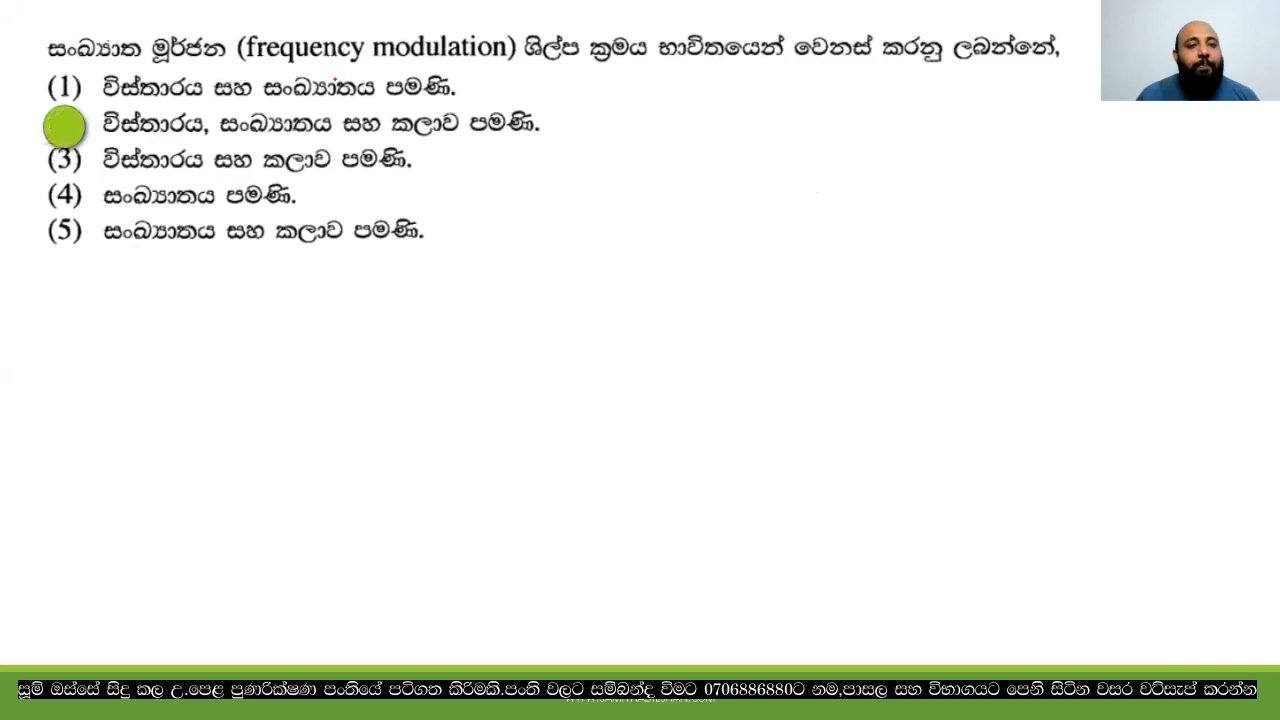 සංඛ්‍යාත මූර්ජන (frequency modulation) ශිල්ප ක්‍රමය භාවිතයෙන් වෙනස් කරනු ලබන්නේ,
(1) විස්තාරය සහ සංඛ්‍යාතය පමණි.
විස්තාරය, සංඛ්‍යාතය සහ කලාව පමණි.
(3) විස්තාරය සහ කලාව පමණි.
(4) සංඛ්‍යාතය පමණි.
(5) සංඛ්‍යාතය සහ කලාව පමණි.
සූම් ඔස්සේ සිදු කල උ.පෙළ පුණරික්ෂණ පංතියේ පටිගත කිරිමකි.පංති වලට සම්බන්ද විමට 0706886880ට නම,පාසල සහ විභාගයට පෙනි සිටින වසර වට්සැප් කරන්න